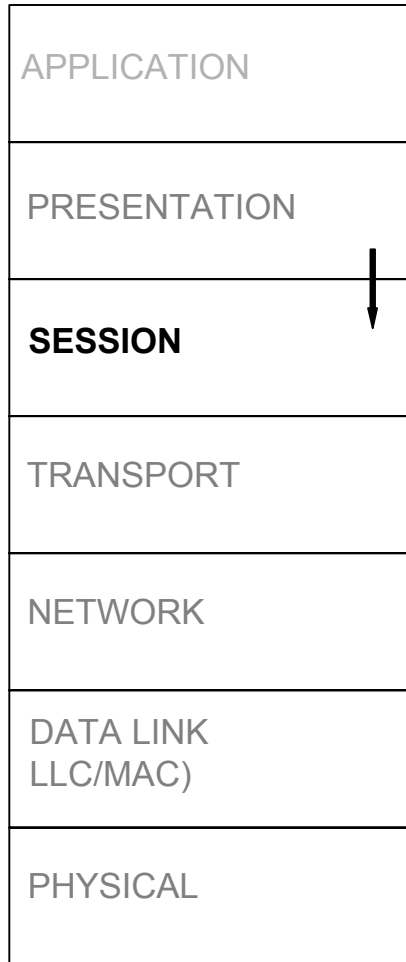 APPLICATION
PRESENTATION
SESSION
TRANSPORT
NETWORK
DATA LINK
LLC/MAC)
PHYSICAL